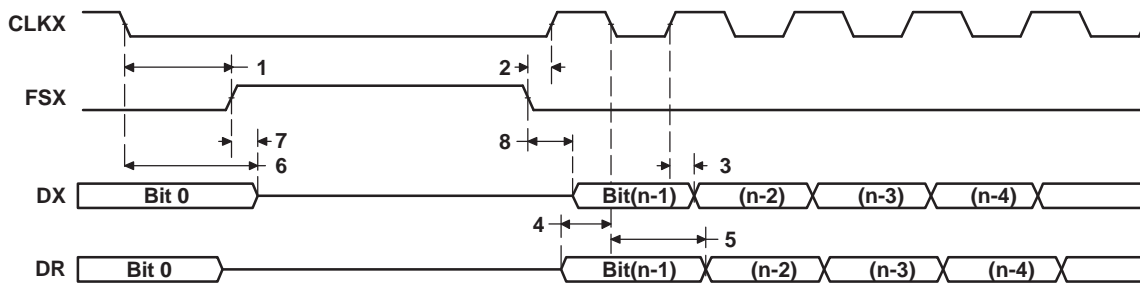 CLKX
1 2
FSX
7 8
6 3
DX Bit 0 Bit(n-1) (n-2) (n-3) (n-4)
4 5
DR Bit 0 Bit(n-1) (n-2) (n-3) (n-4)